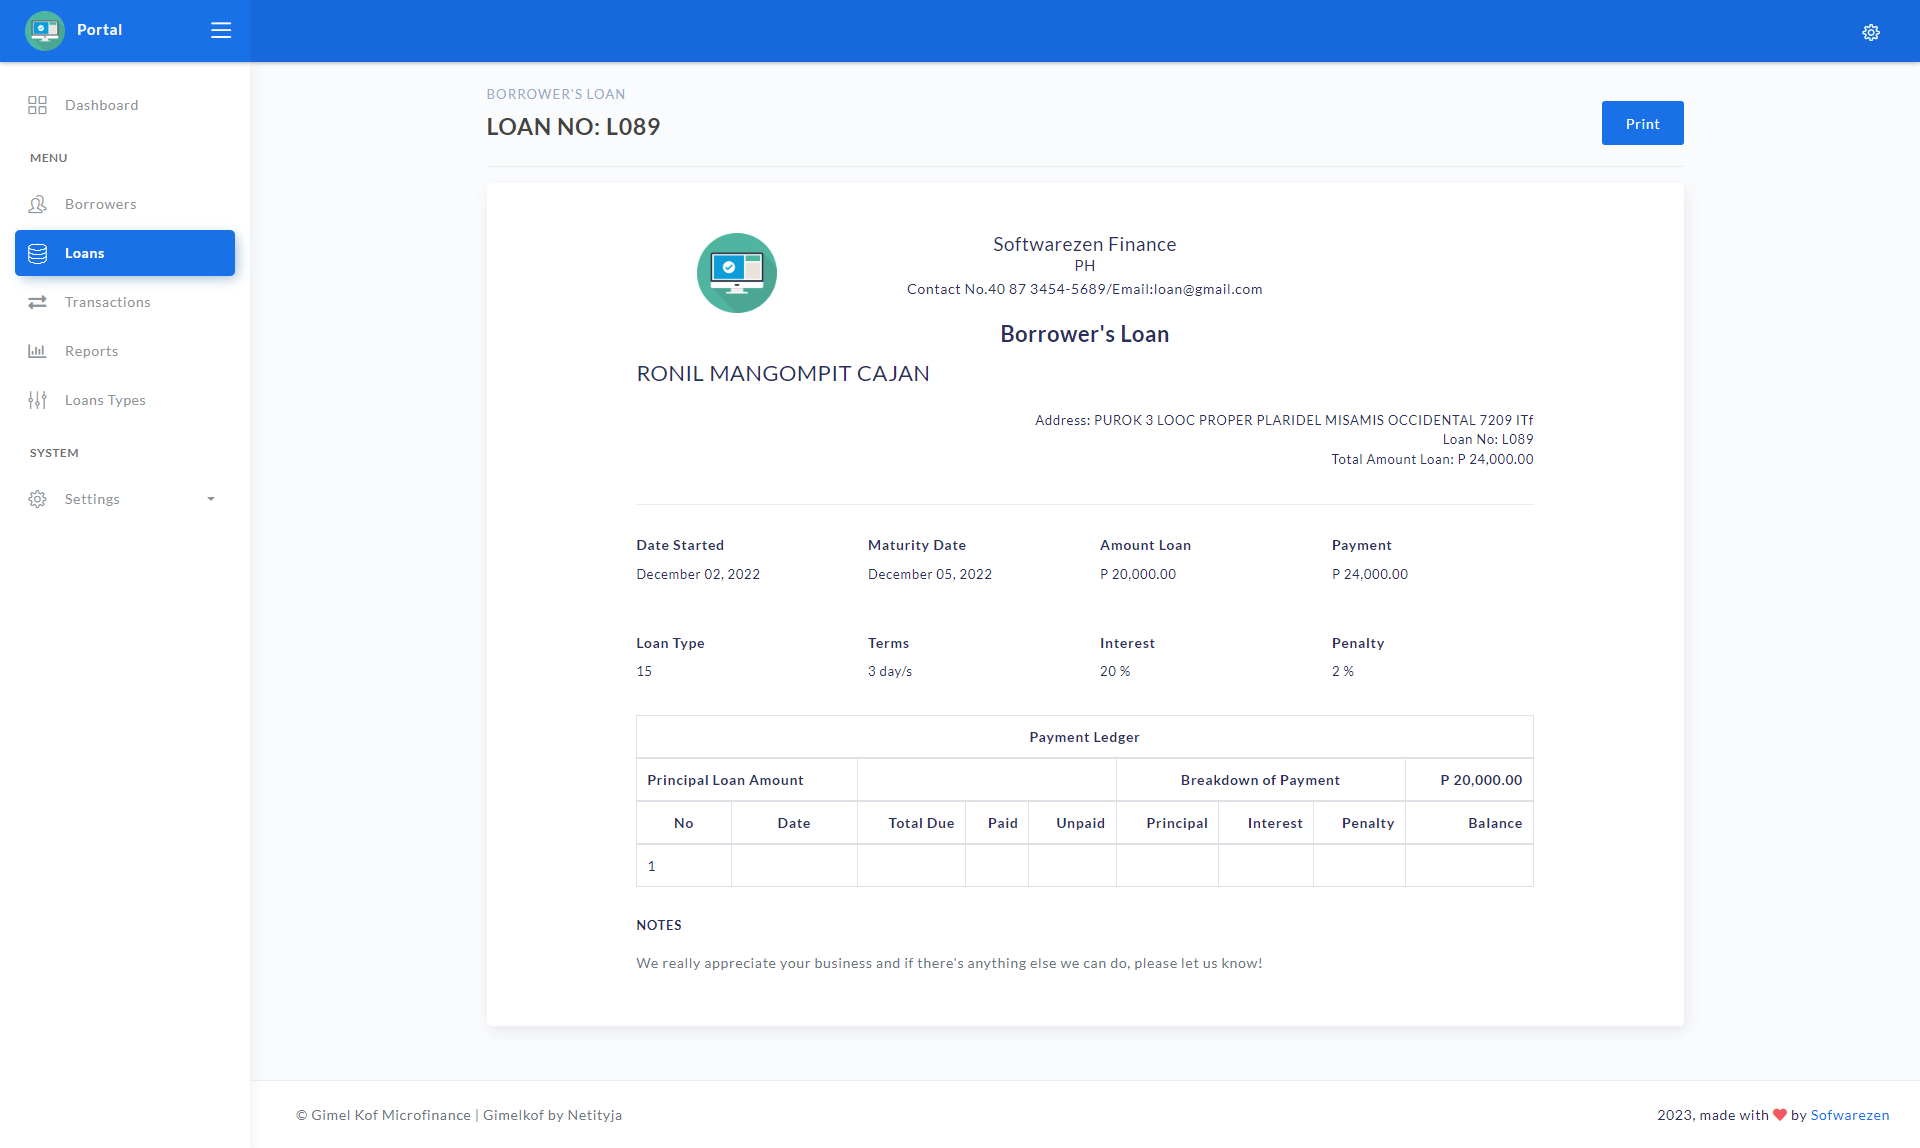 Portal
Dashboard
MENU
Borrowers
Loans
Transactions
Reports
Loans Types
SYSTEM
Settings
BORROWER'S LOAN
LOAN NO: L089
Print
Softwarezen Finance
PH
Contact No.40 87 3454-5689/Email:loan@gmail.com
Borrower's Loan
RONIL MANGOMPIT CAJAN
Address: PUROK 3 LOOC PROPER PLARIDEL MISAMIS OCCIDENTAL 7209 ITf
Loan No: L089
Total Amount Loan: P 24,000.00
Date Started Maturity Date Amount Loan Payment
December 02, 2022 December 05, 2022 P 20,000.00 P 24,000.00
Loan Type Terms Interest Penalty
15 3 day/s 20 % 2 %
Payment Ledger
Principal Loan Amount Breakdown of Payment P 20,000.00
No Date Total Due Paid Unpaid Principal Interest Penalty Balance
1
NOTES
We really appreciate your business and if there's anything else we can do, please let us know!
© Gimel Kof Microfinance | Gimelkof by Netityja
2023, made with ❤ by Sofwarezen